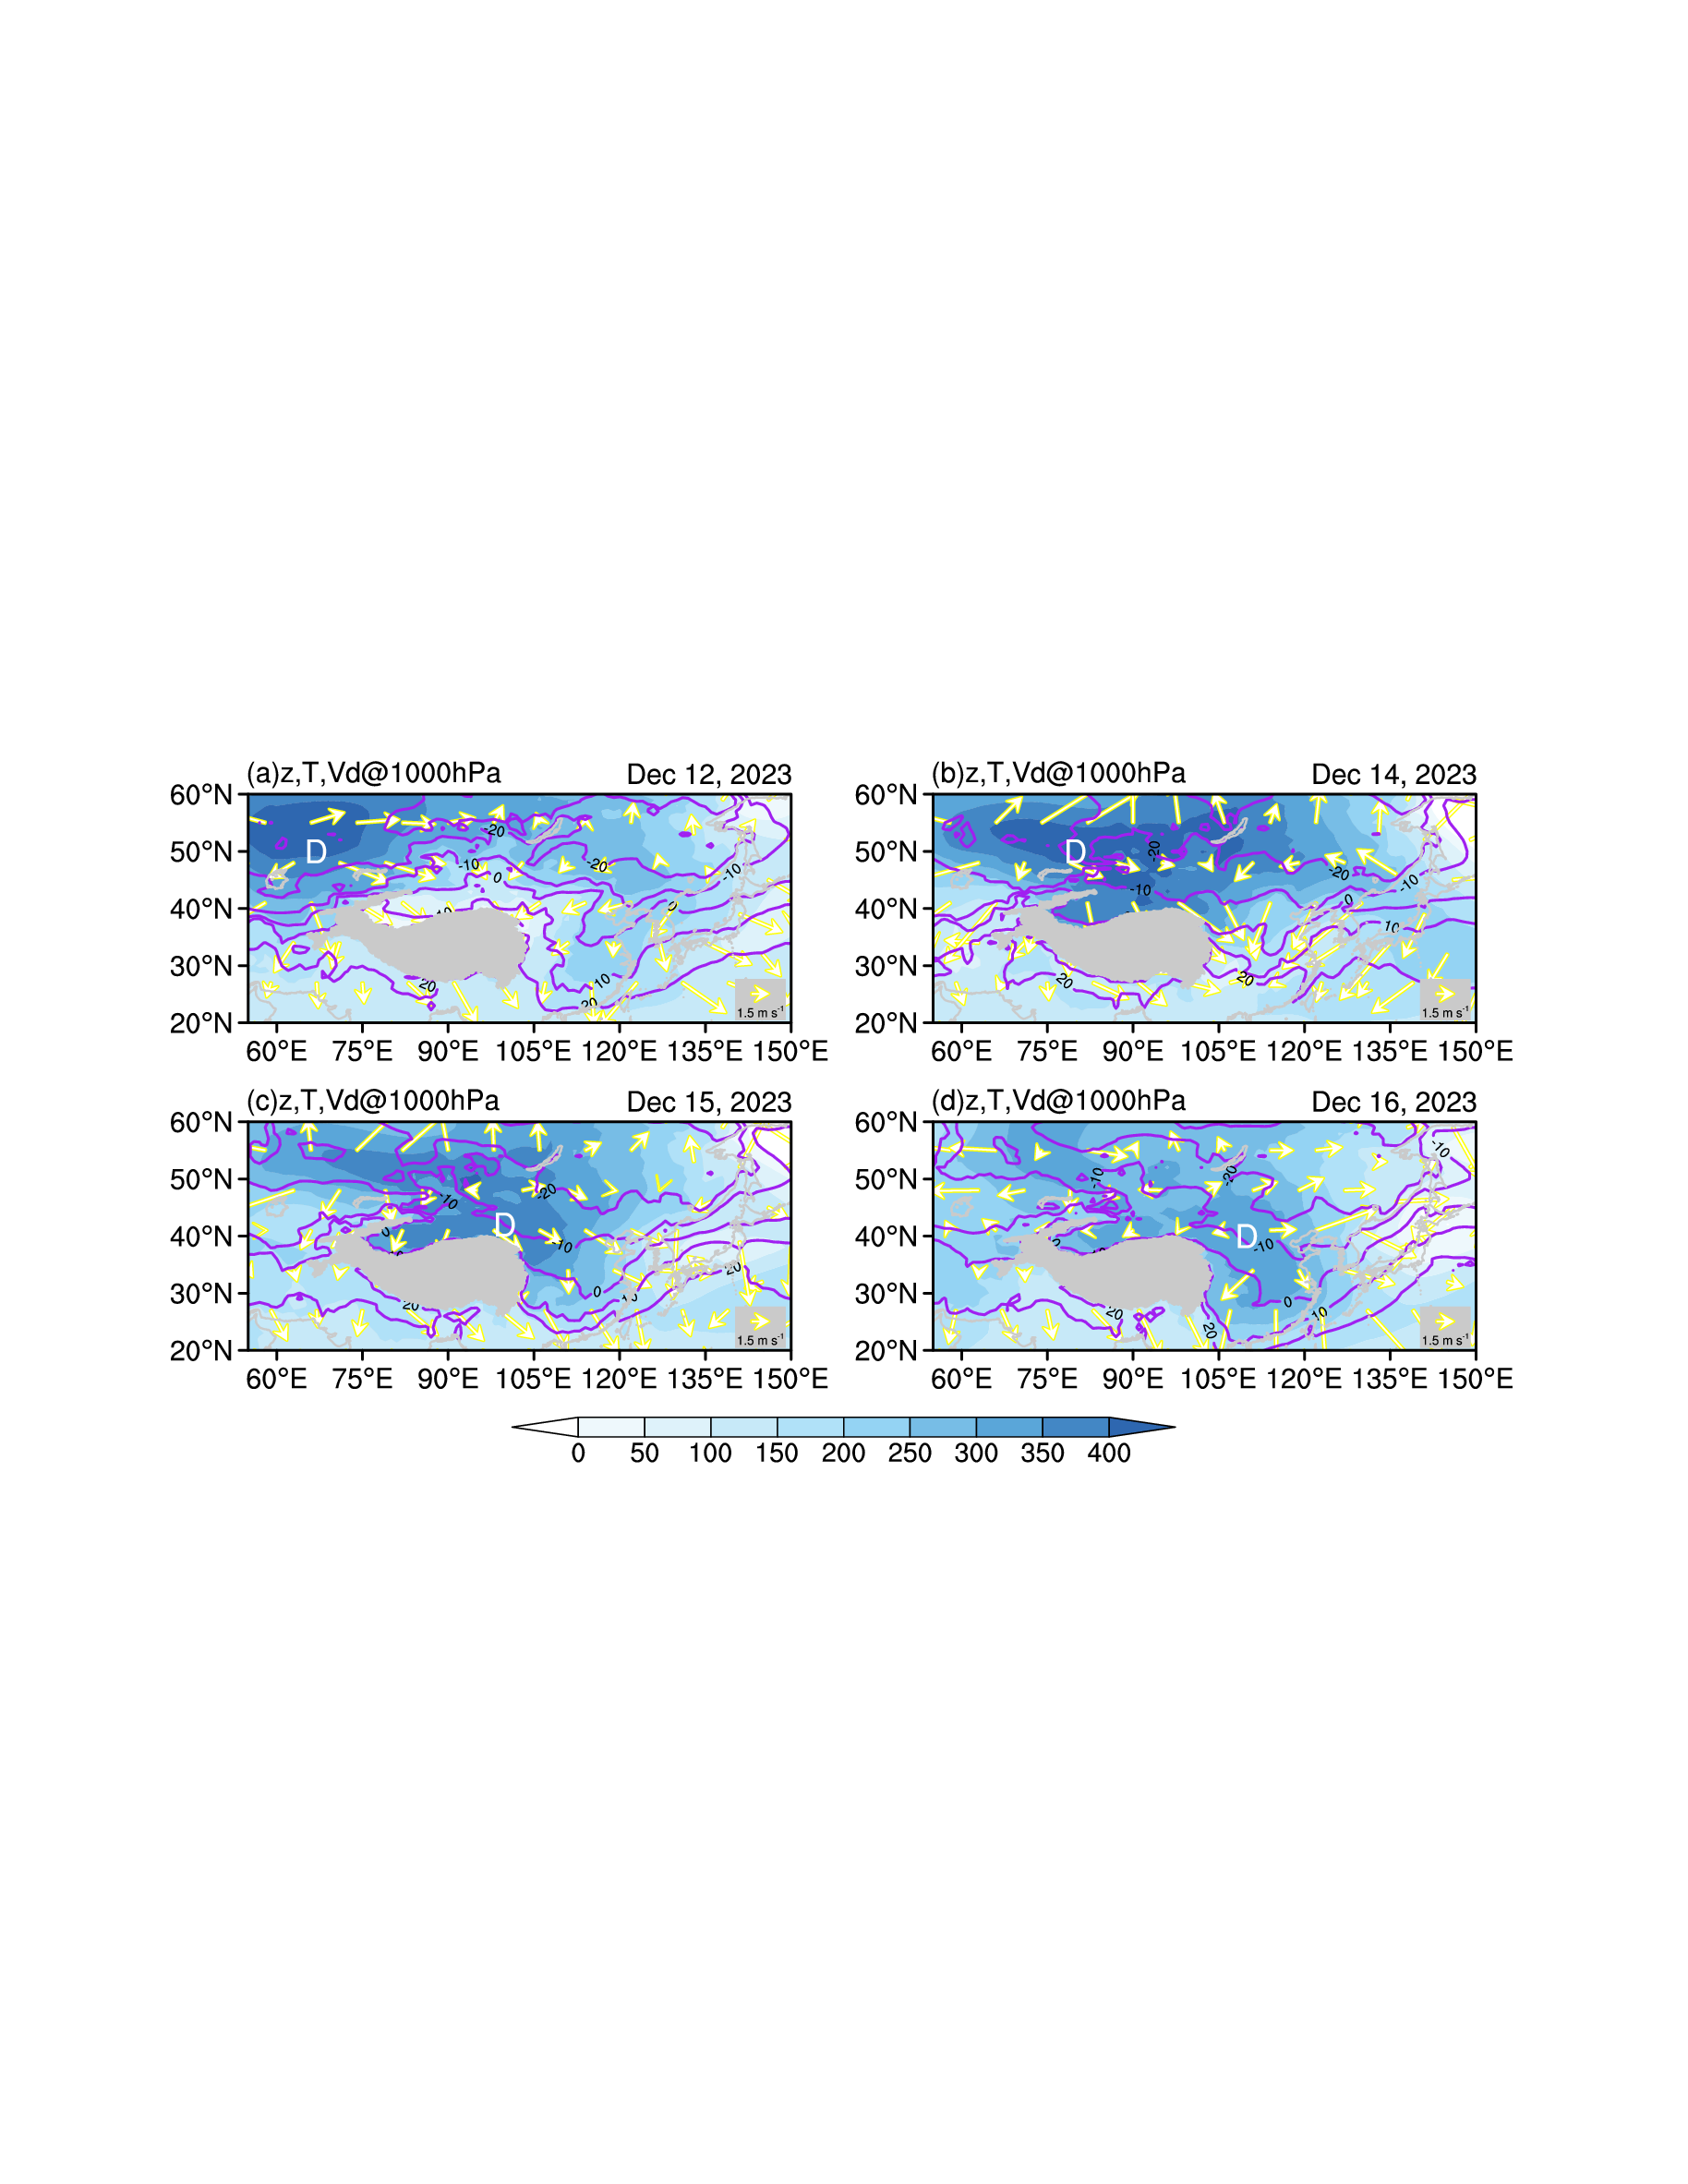 (a)z,T,Vd@1000hPa Dec 12, 2023
(b)z,T,Vd@1000hPa Dec 14, 2023
60°N
50°N
40°N
30°N
20°N
D
-20
-10
0
-20
-10
0
20
10
20
1.5 m s-1
60°E 75°E 90°E 105°E 120°E 135°E 150°E
60°N
50°N
40°N
30°N
20°N
D
-20
-10
-20
-10
0
10
20
20
1.5 m s-1
60°E 75°E 90°E 105°E 120°E 135°E 150°E
(c)z,T,Vd@1000hPa Dec 15, 2023
(d)z,T,Vd@1000hPa Dec 16, 2023
60°N
50°N
40°N
30°N
20°N
D
-10
-20
0
-10
0
20
20
1.5 m s-1
60°E 75°E 90°E 105°E 120°E 135°E 150°E
60°N
50°N
40°N
30°N
20°N
D
-10
-10
-20
-10
0
10
20
20
1.5 m s-1
60°E 75°E 90°E 105°E 120°E 135°E 150°E
0 50 100 150 200 250 300 350 400